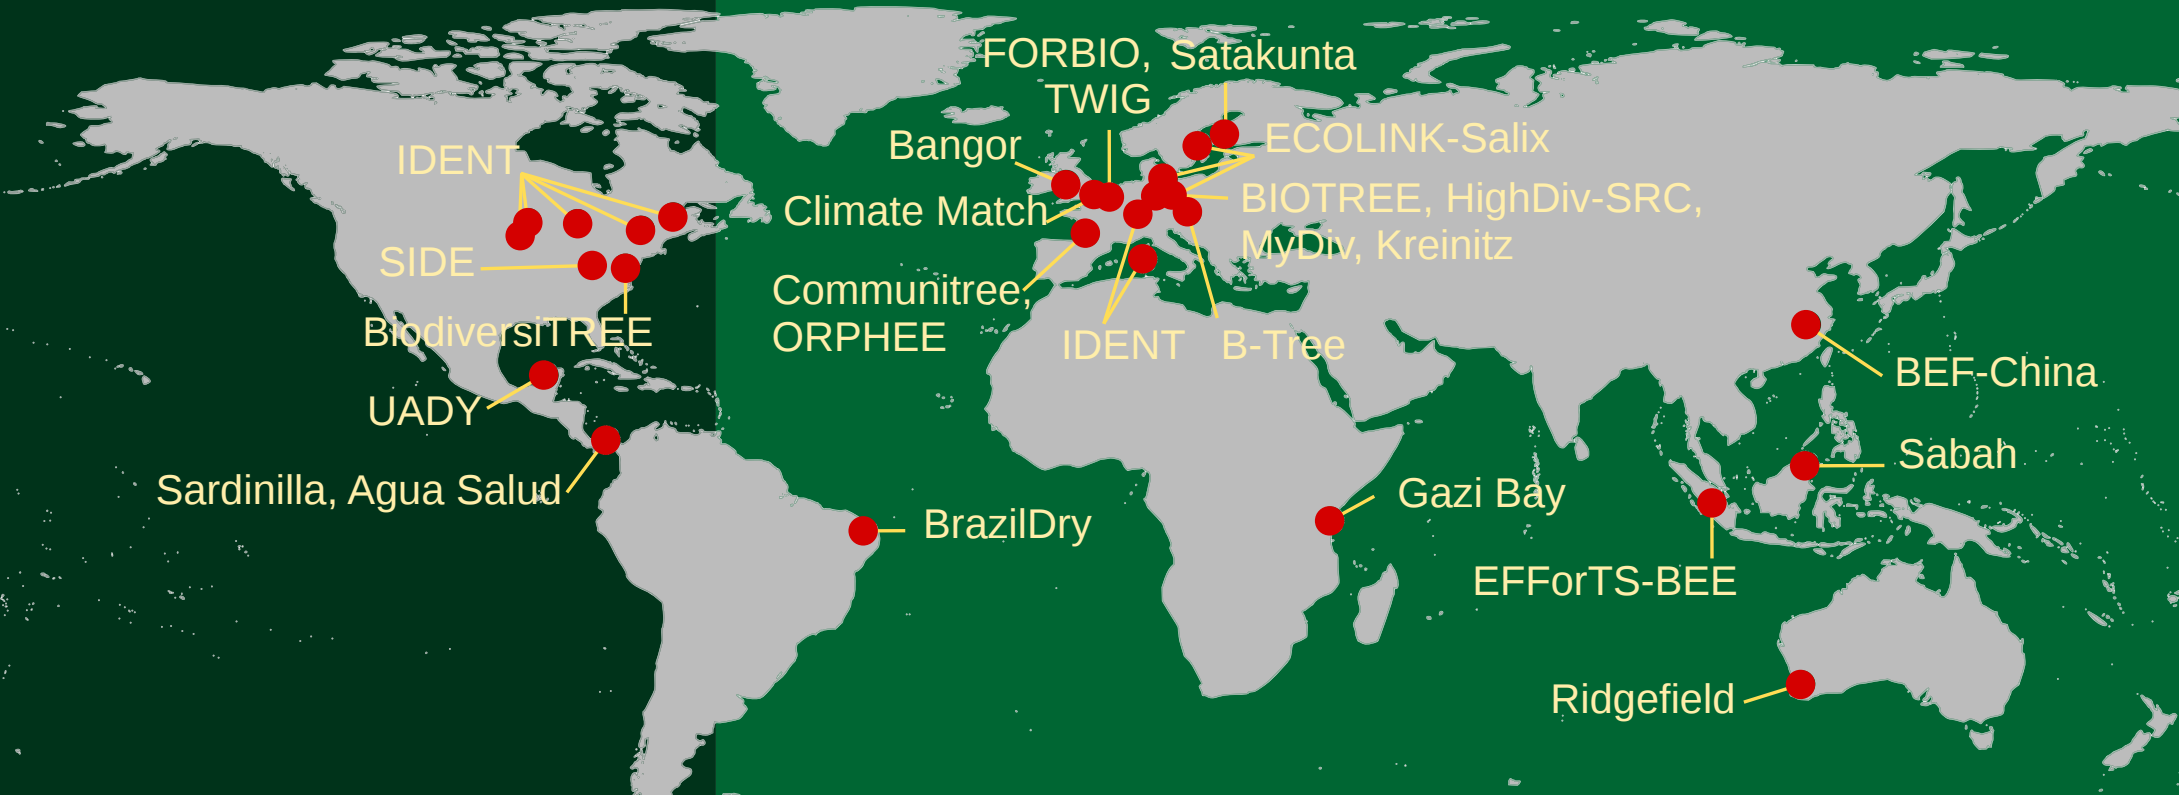 FORBIO,
TWIG
Satakunta
Bangor
ECOLINK-Salix
IDENT
Climate Match
BIOTREE, HighDiv-SRC,
MyDiv, Kreinitz
SIDE
Communitree,
ORPHEE
BiodiversiTREE
IDENT
B-Tree
BEF-China
UADY
Sabah
Sardinilla, Agua Salud
Gazi Bay
BrazilDry
EFForTS-BEE
Ridgefield